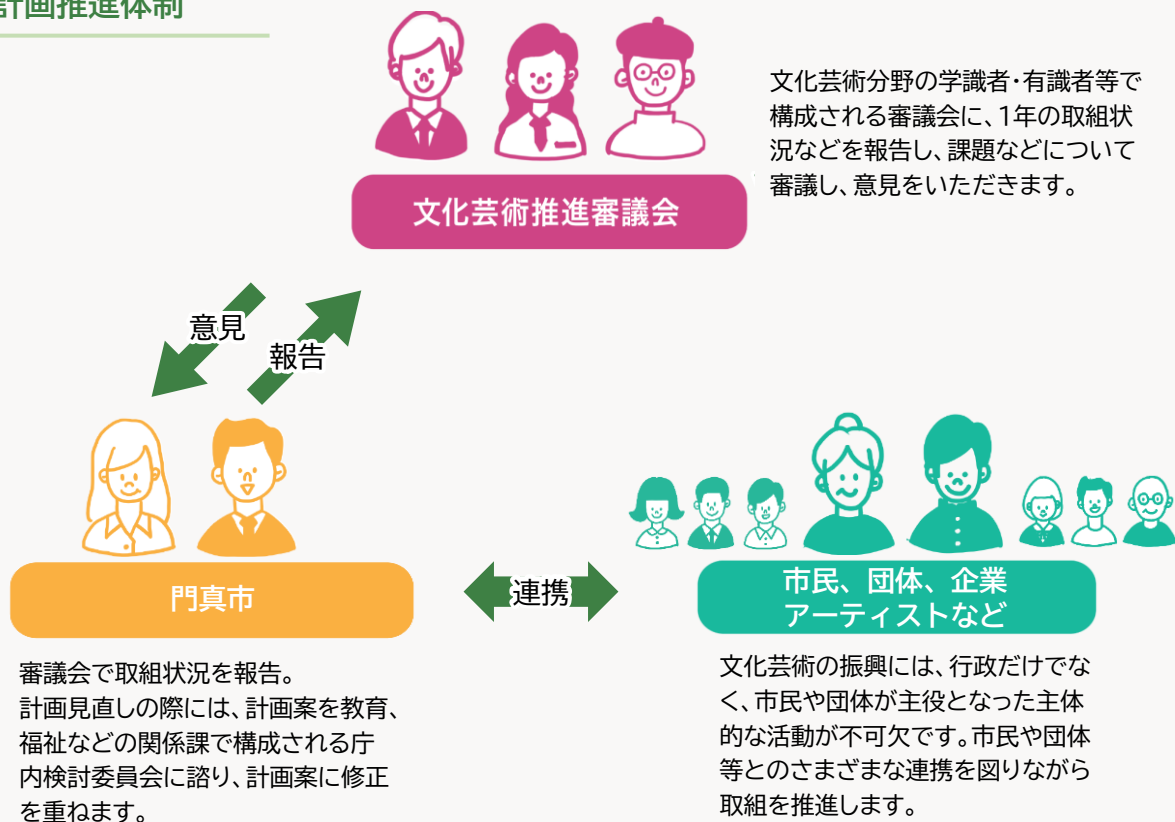 計画推進体制
文化芸術分野の学識者・有識者等で
構成される審議会に、1年の取組状
況などを報告し、課題などについて
審議し、意見をいただきます。
文化芸術推進審議会
意見
報告
門真市
連携
市民、団体、企業
アーティストなど
審議会で取組状況を報告。
計画見直しの際には、計画案を教育、
福祉などの関係課で構成される庁
内検討委員会に諮り、計画案に修正
を重ねます。
文化芸術の振興には、行政だけでな
く、市民や団体が主役となった主体
的な活動が不可欠です。市民や団体
等とのさまざまな連携を図りながら
取組を推進します。